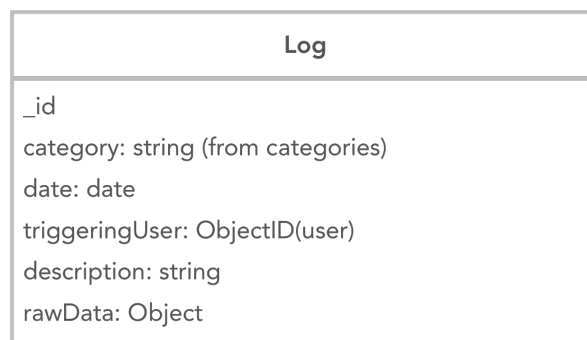 Log
_id
category: string (from categories)
date: date
triggeringUser: ObjectID(user)
description: string
rawData: Object